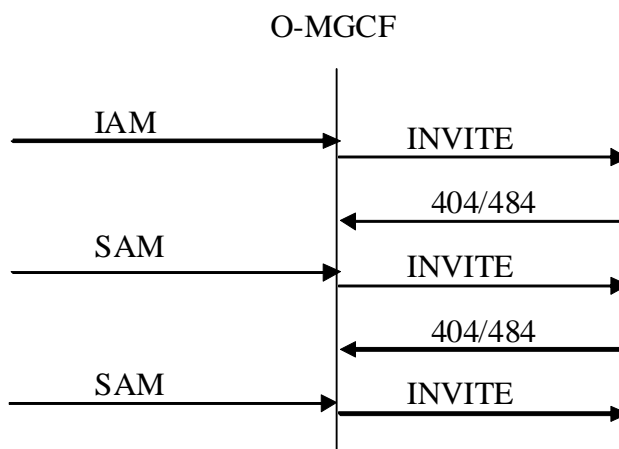 O-MGCF
IAM
INVITE
404/484
SAM
INVITE
404/484
SAM
INVITE